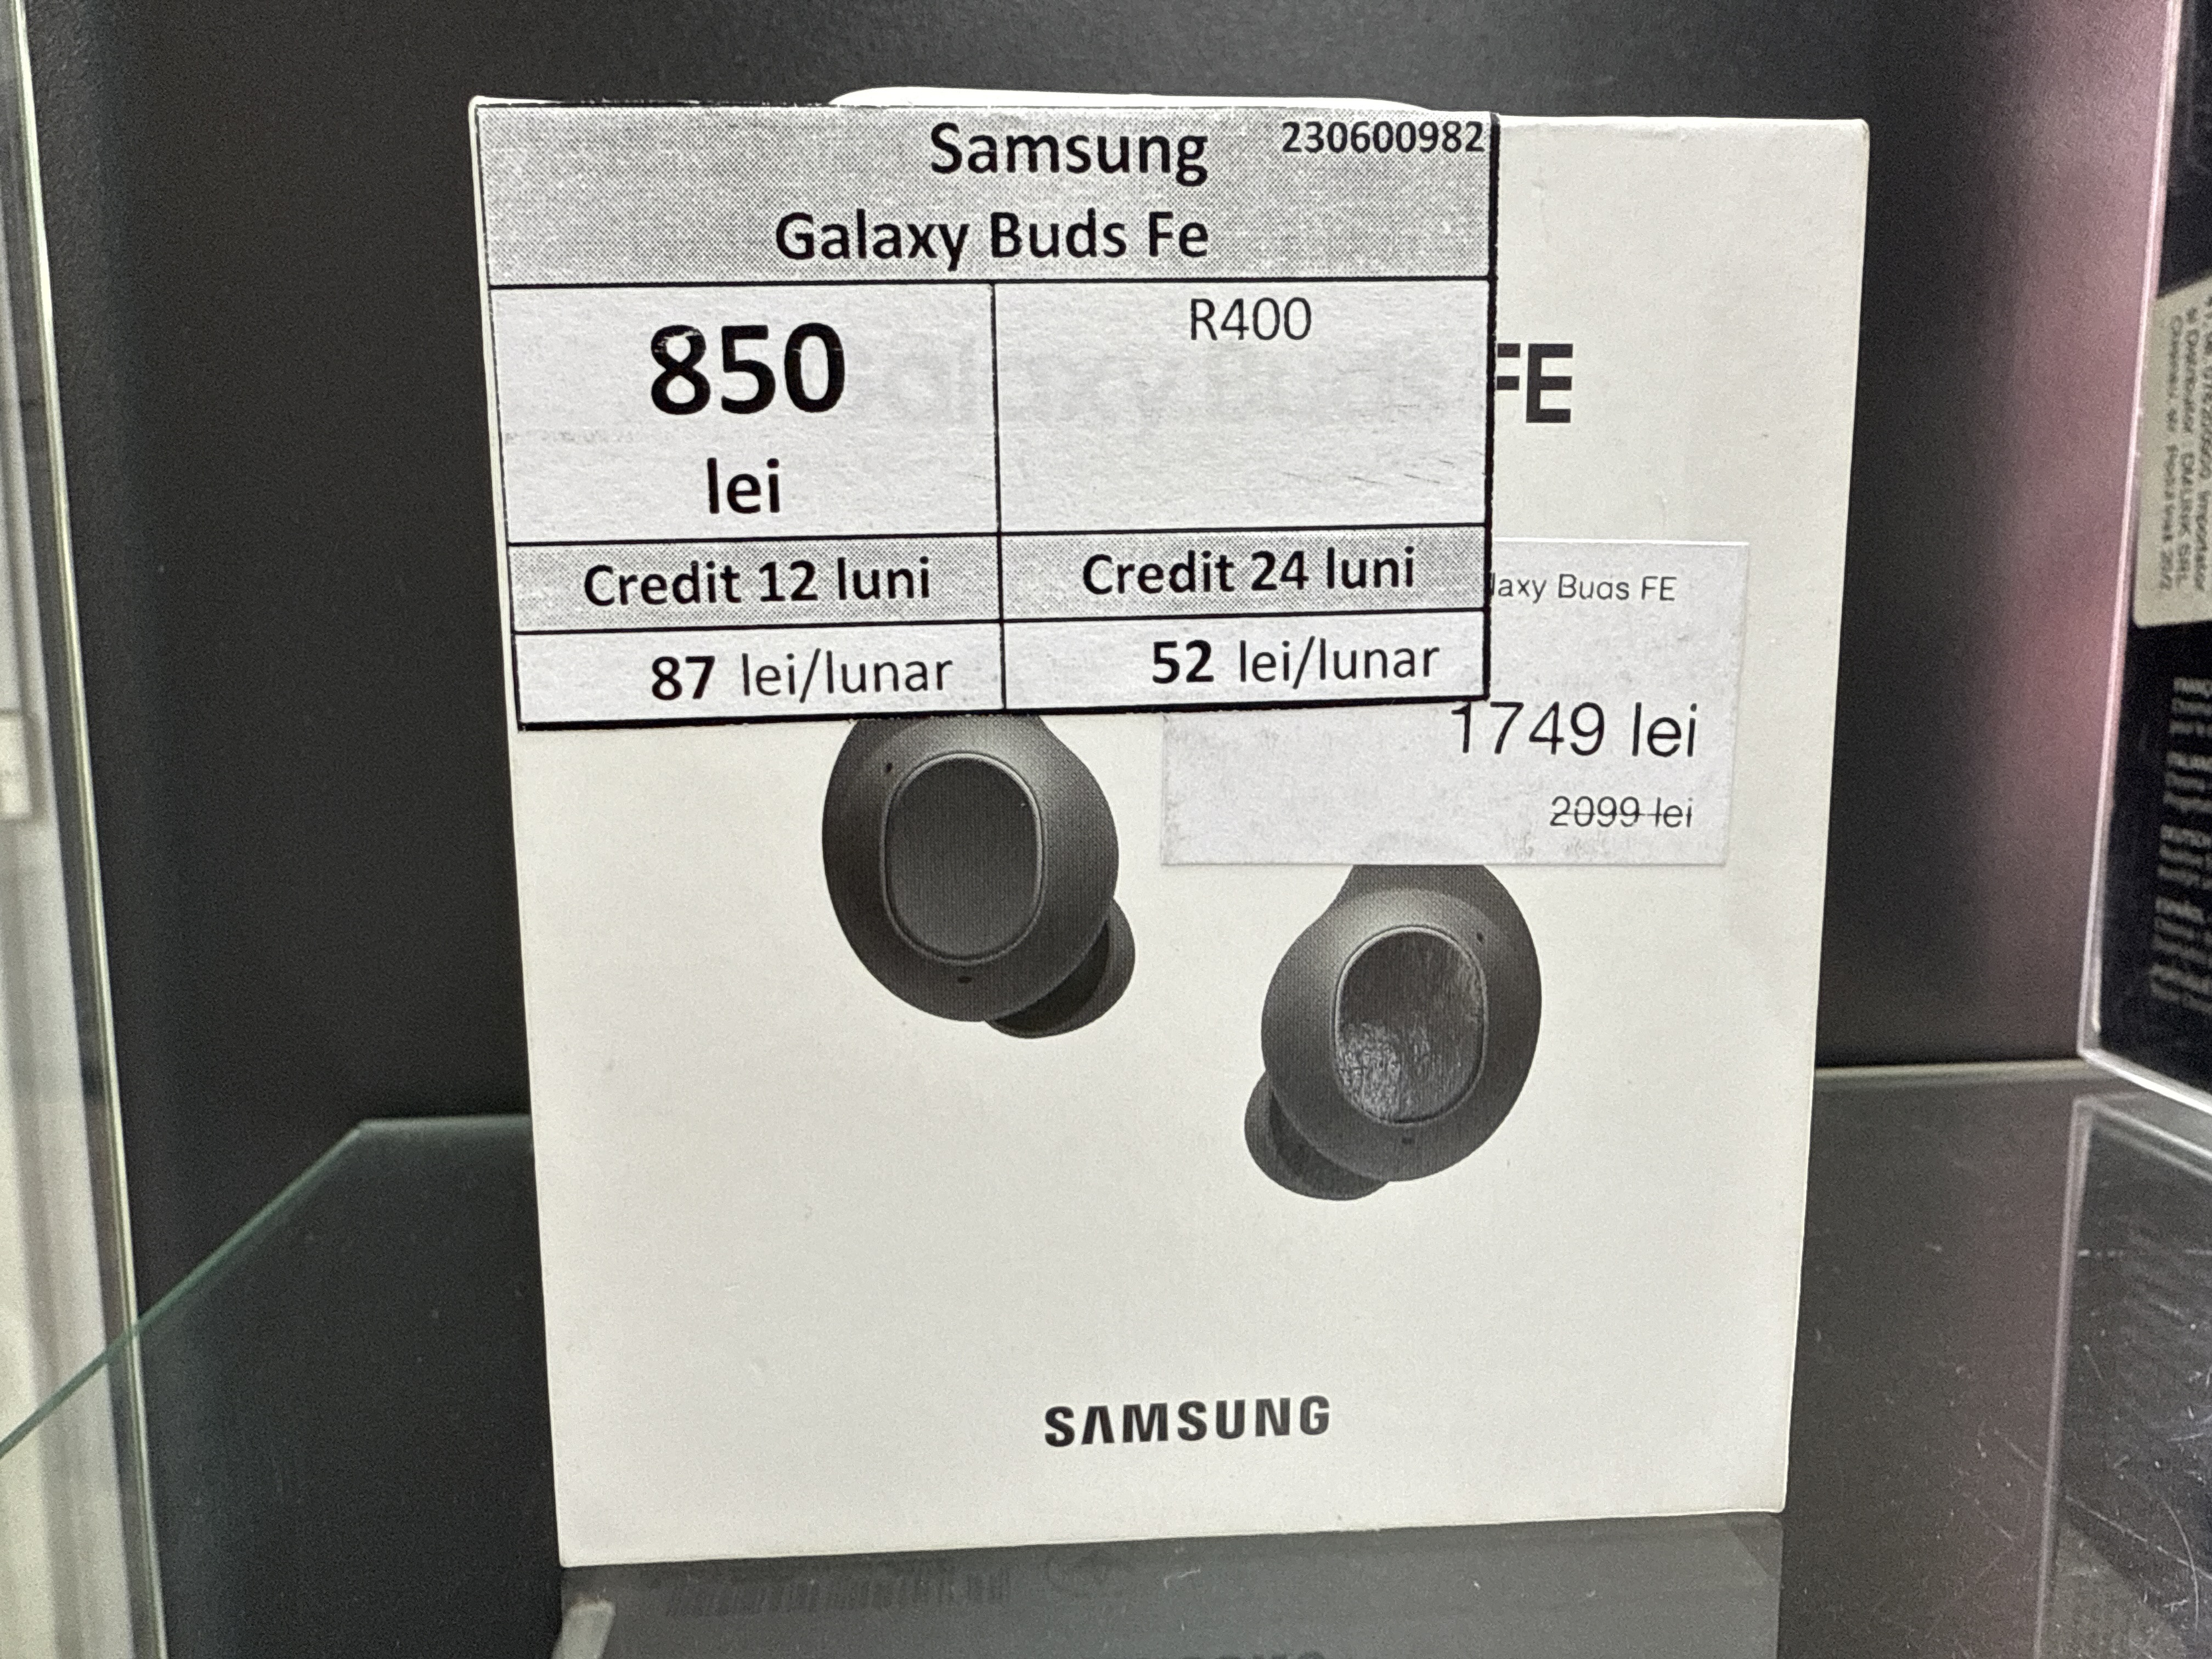 Samsung 230600982
Galaxy Buds Fe
850
lei
R400
Credit 12 luni
Credit 24 luni
87 lei/lunar
52 lei/lunar
FE
laxy Buds FE
1749 lei
2099 lei
SAMSUNG